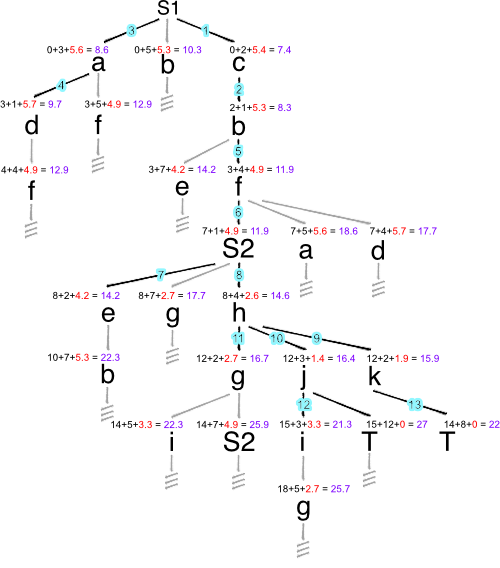 S1
3
1
0+3+5.6 = 8.6
0+5+5.3 = 10.3
0+2+5.4 = 7.4
a
b
c
4
2
3+1+5.7 = 9.7
3+5+4.9 = 12.9
2+1+5.3 = 8.3
d
f
b
5
4+4+4.9 = 12.9
3+7+4.2 = 14.2
3+4+4.9 = 11.9
f
e
f
6
7+1+4.9 = 11.9
7+5+5.6 = 18.6
7+4+5.7 = 17.7
S2
a
d
7
8
8+2+4.2 = 14.2
8+7+2.7 = 17.7
8+4+2.6 = 14.6
e
g
h
11
10
9
10+7+5.3 = 22.3
12+2+2.7 = 16.7
12+3+1.4 = 16.4
12+2+1.9 = 15.9
b
g
j
k
12
13
14+5+3.3 = 22.3
14+7+4.9 = 25.9
15+3+3.3 = 21.3
15+12+0 = 27
14+8+0 = 22
i
S2
i
T
T
18+5+2.7 = 25.7
g